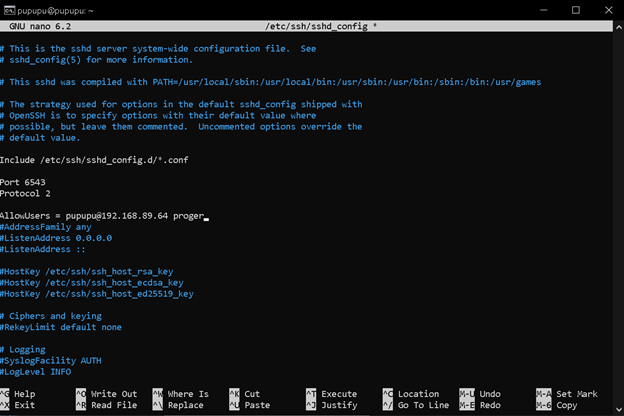 pupupu@pupupu: ~
GNU nano 6.2 /etc/ssh/sshd_config *
# This is the sshd server system-wide configuration file.  See
# sshd_config(5) for more information.
# This sshd was compiled with PATH=/usr/local/sbin:/usr/local/bin:/usr/sbin:/usr/bin:/sbin:/bin:/usr/games
# The strategy used for options in the default sshd_config shipped with
# OpenSSH is to specify options with their default value where
# possible, but leave them commented.  Uncommented options override the
# default value.
Include /etc/ssh/sshd_config.d/*.conf
Port 6543
Protocol 2
AllowUsers = pupupu@192.168.89.64 proger
#AddressFamily any
#ListenAddress 0.0.0.0
#ListenAddress ::
#HostKey /etc/ssh/ssh_host_rsa_key
#HostKey /etc/ssh/ssh_host_ecdsa_key
#HostKey /etc/ssh/ssh_host_ed25519_key
# Ciphers and keying
#RekeyLimit default none
# Logging
#SyslogFacility AUTH
#LogLevel INFO
^G Help ^O Write Out ^W Where Is ^K Cut ^T Execute ^C Location M-U Undo M-A Set Mark
^X Exit ^R Read File ^\ Replace ^U Paste ^J Justify ^/ Go To Line M-E Redo M-6 Copy